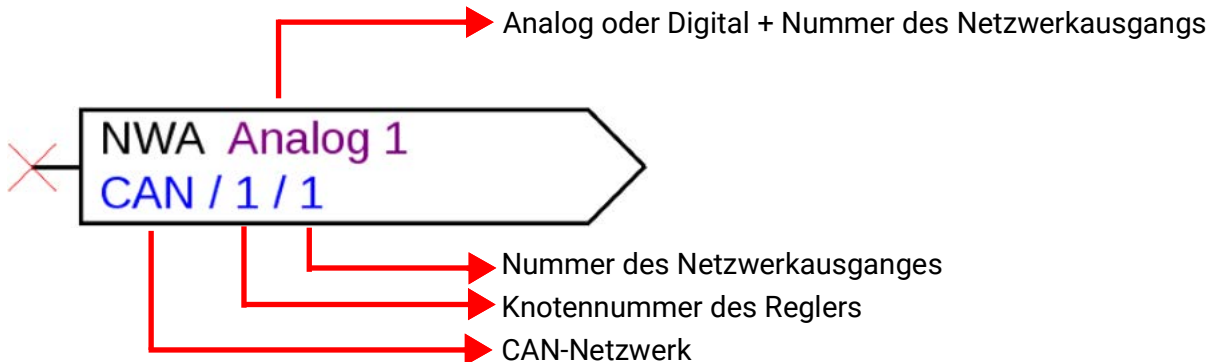 Analog oder Digital + Nummer des Netzwerkausgangs
NWA Analog 1
CAN / 1 / 1
Nummer des Netzwerkausganges
Knotennummer des Reglers
CAN-Netzwerk